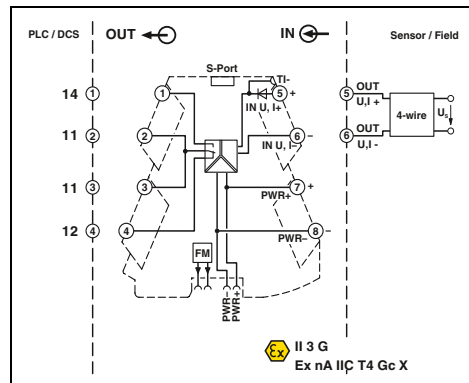 PLC / DCS
OUT
IN
Sensor / Field
S-Port
TI-
14 1
1
5 +
IN U, I+
5 OUT
U,I +
4-wire
Us
11 2
2
6 –
IN U, I–
6 OUT
U,I -
11 3
3
7 +
PWR+
12 4
4
8 –
PWR–
FM
PWR–
PWR+
Ex
II 3 G
Ex nA IIC T4 Gc X